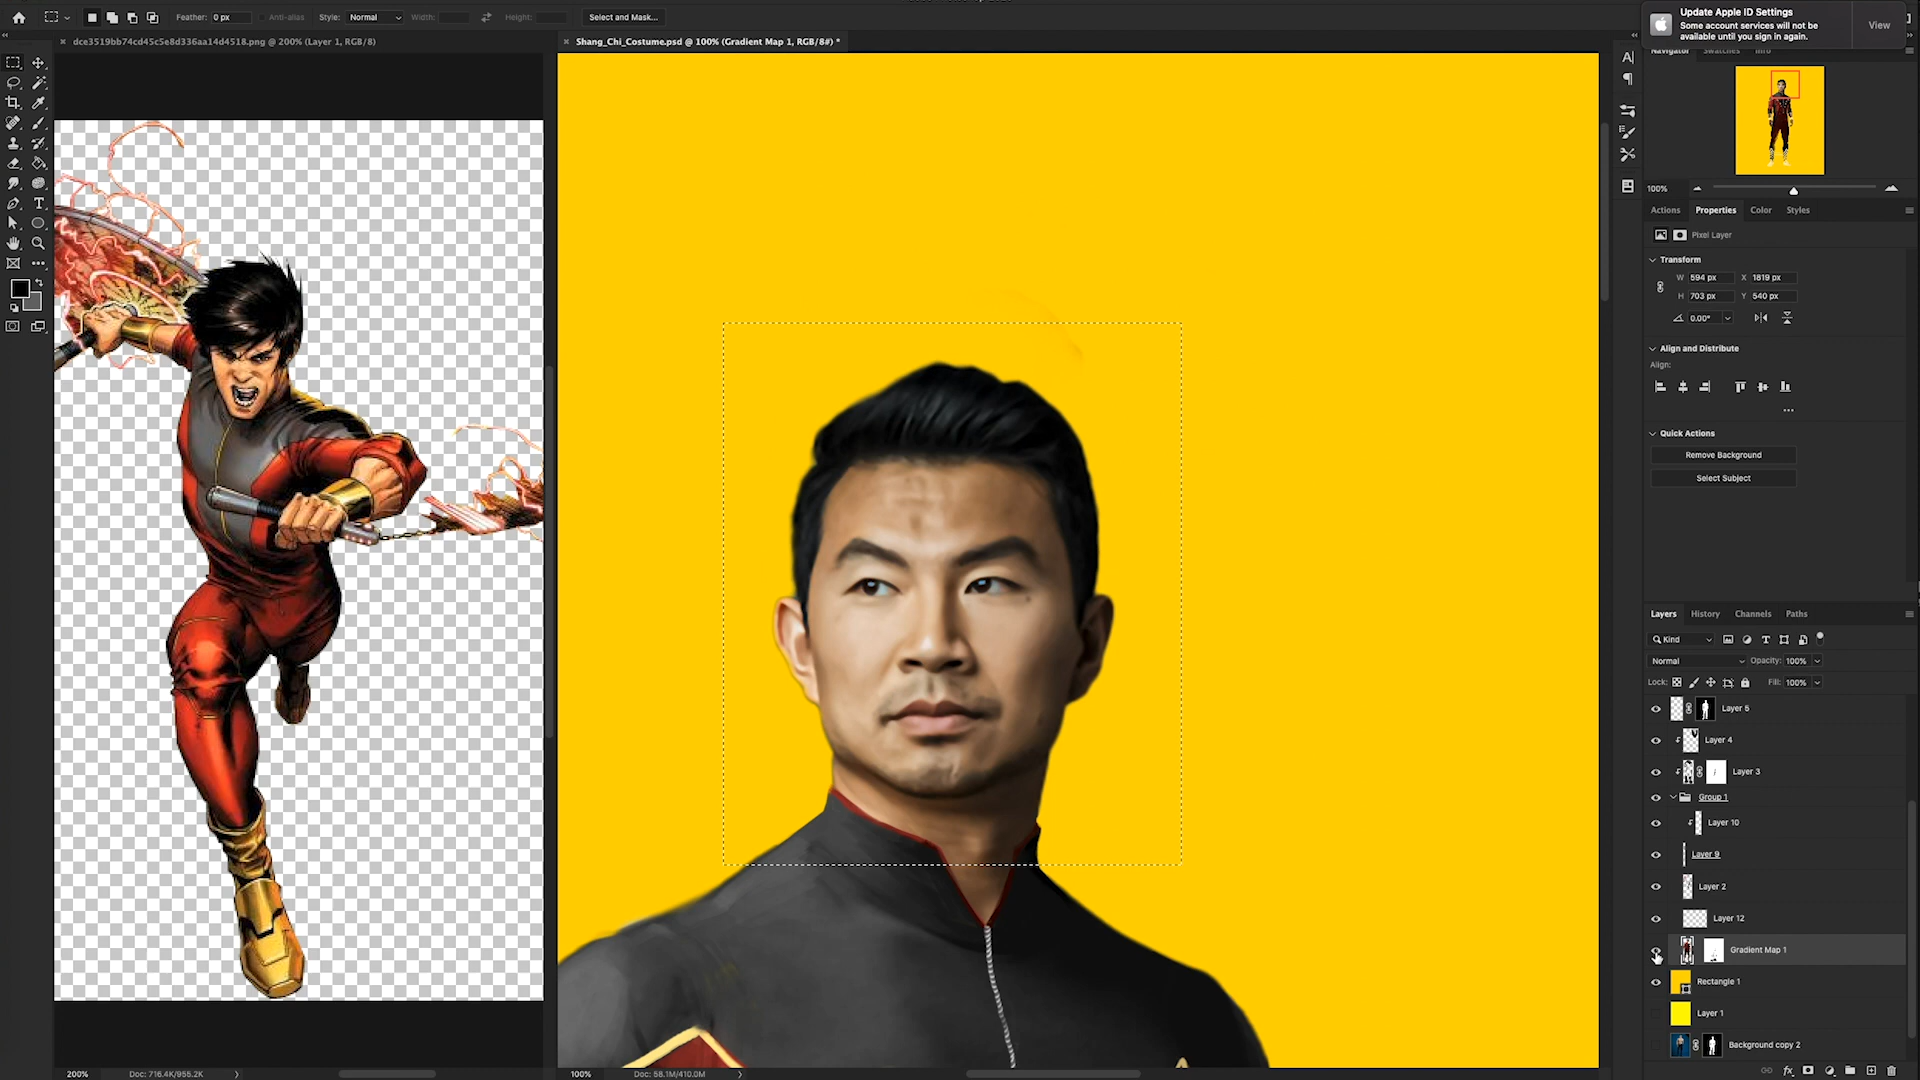 Feather: 0 px
Anti-alias
Style: Normal
Width:
Height:
Select and Mask...
Update Apple ID Settings
Some account services will not be
available until you sign in again.
View
dce3519bb74cd45c5e8d336aa14d4518.png @ 200% (Layer 1, RGB/8)
Shang_Chi_Costume.psd @ 100% (Gradient Map 1, RGB/8#) *
Navigator Swatches Info
100%
Actions Properties Color Styles
Pixel Layer
Transform
W 594 px X 1819 px
H 703 px Y 540 px
0.00°
Align and Distribute
Align:
Quick Actions
Remove Background
Select Subject
Layers History Channels Paths
Kind
Normal Opacity: 100%
Lock: Fill: 100%
Layer 5
Layer 4
Layer 3
Group 1
Layer 10
Layer 9
Layer 2
Layer 12
Gradient Map 1
Rectangle 1
Layer 1
Background copy 2
200% Doc: 716.4K/955.2K
100% Doc: 58.1M/410.0M